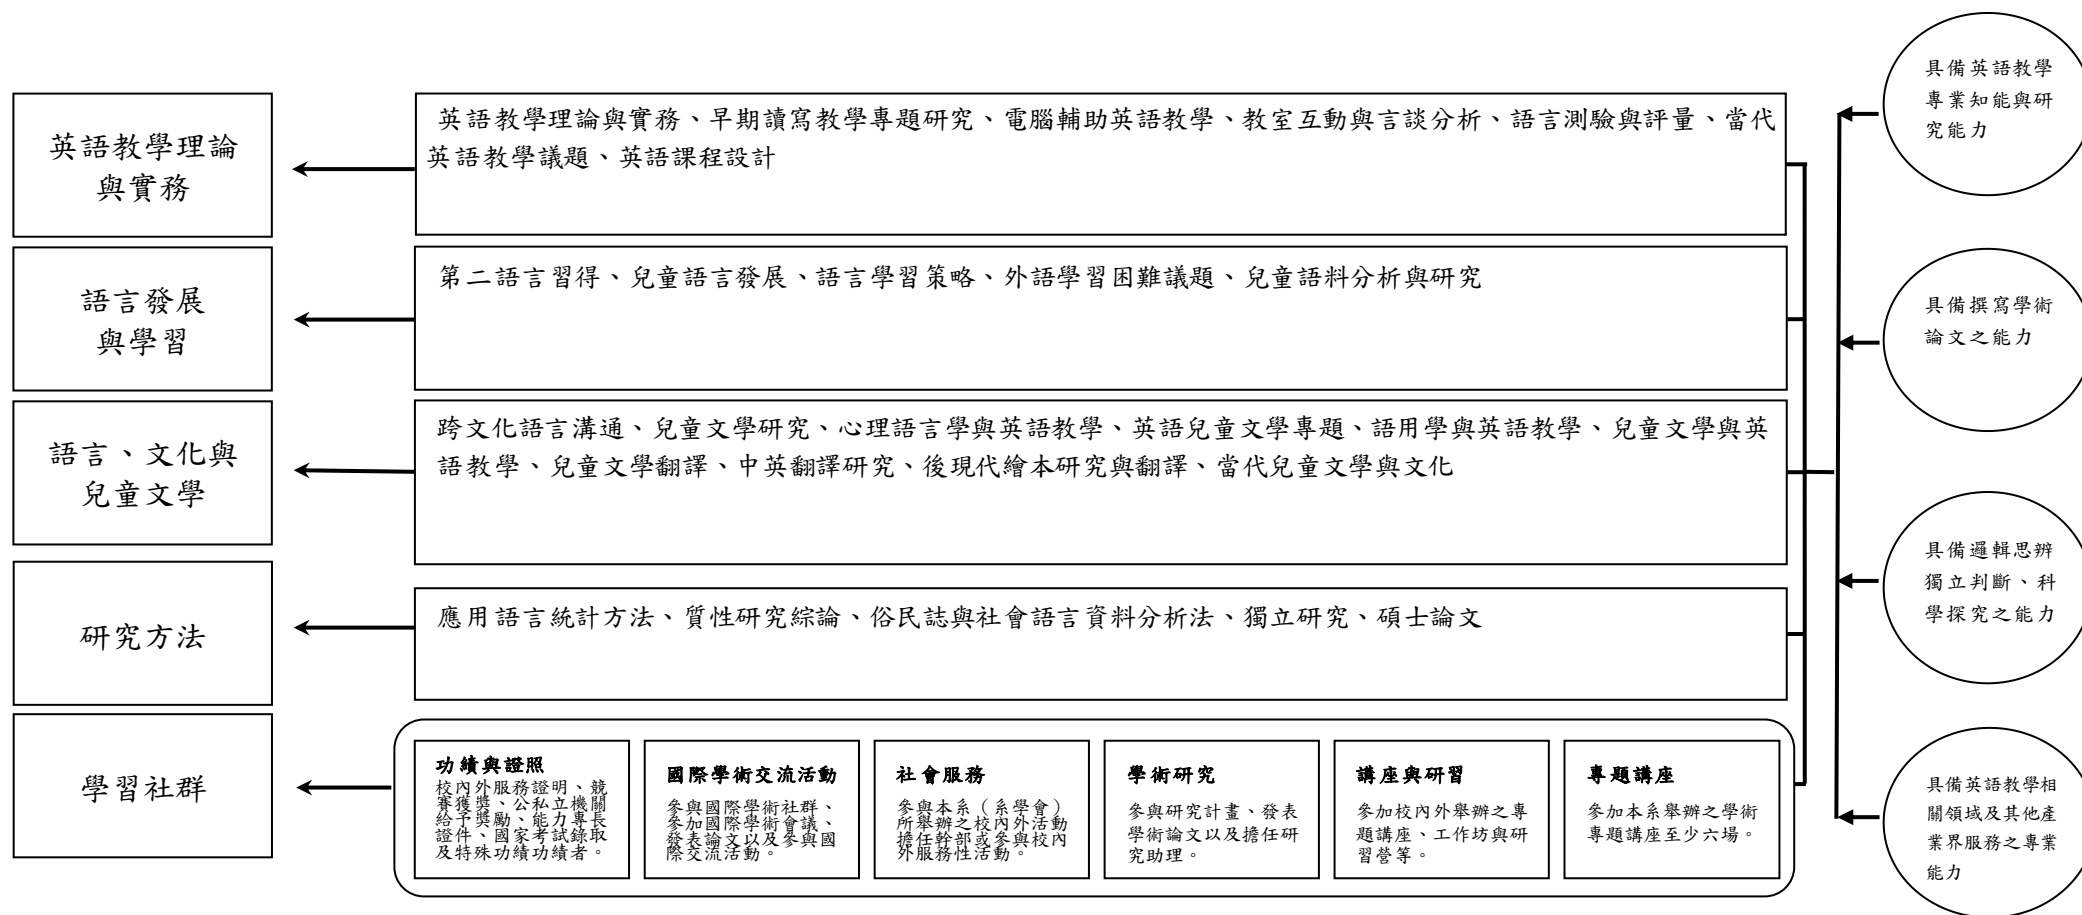 英語教學理論
與實務
英語教學理論與實務、早期讀寫教學專題研究、電腦輔助英語教學、教室互動與言談分析、語言測驗與評量、當代
英語教學議題、英語課程設計
語言發展
與學習
第二語言習得、兒童語言發展、語言學習策略、外語學習困難議題、兒童語料分析與研究
語言、文化與
兒童文學
跨文化語言溝通、兒童文學研究、心理語言學與英語教學、英語兒童文學專題、語用學與英語教學、兒童文學與英
語教學、兒童文學翻譯、中英翻譯研究、後現代繪本研究與翻譯、當代兒童文學與文化
研究方法
應用語言統計方法、質性研究綜論、俗民誌與社會語言資料分析法、獨立研究、碩士論文
學習社群
功績與證照
校內外服務證明、競
賽獲獎、公私立機關
給予獎勵、能力專長
證件、國家考試錄取
及特殊功績功績者。
國際學術交流活動
參與國際學術社群、
參加國際學術會議、
發表論文以及參與國
際交流活動。
社會服務
參與本系（系學會）
所舉辦之校內外活動
擔任幹部或參與校內
外服務性活動。
學術研究
參與研究計畫、發表
學術論文以及擔任研
究助理。
講座與研習
參加校內外舉辦之專
題講座、工作坊與研
習營等。
專題講座
參加本系舉辦之學術
專題講座至少六場。
具備英語教學
專業知能與研
究能力
具備撰寫學術
論文之能力
具備邏輯思辨
獨立判斷、科
學探究之能力
具備英語教學相
關領域及其他產
業界服務之專業
能力